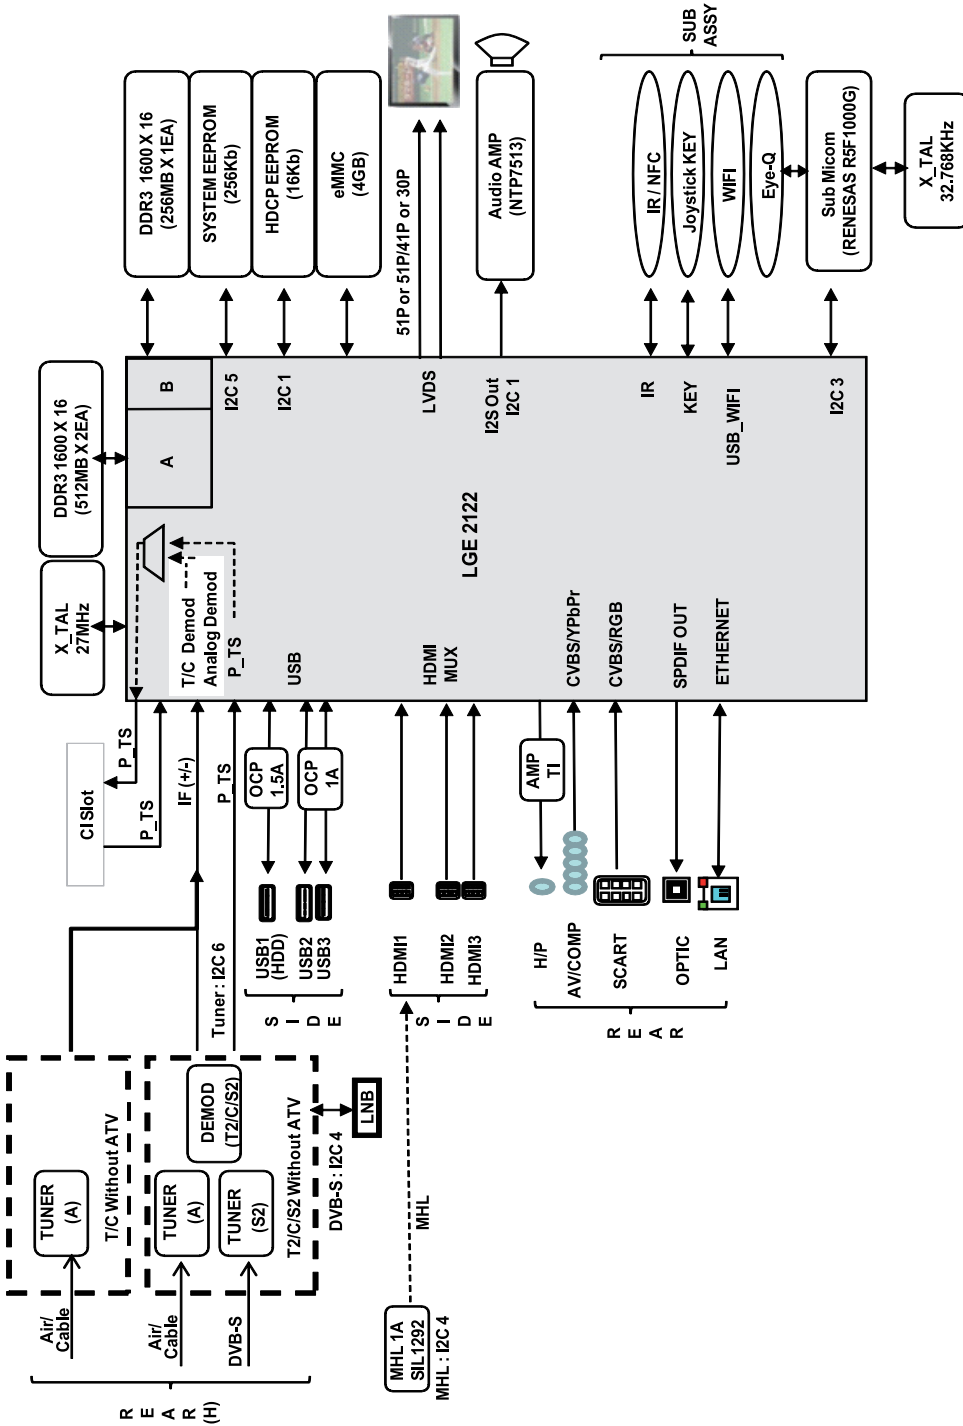 REAR
(H)
Air/
Cable
Air/
Cable
DVB-S
TUNER
(A)
T/C Without ATV
TUNER
(A)
TUNER
(S2)
DEMOD
(T2/C/S2)
T2/C/S2 Without ATV
DVB-S : I2C 4
LNB
MHL 1A
SIL1292
MHL : I2C 4
MHL
CI Slot
P_TS
P_TS
IF (+/-)
Tuner : I2C 6
P_TS
USB1
(HDD)
USB2
USB3
SIDE
OCP
1.5A
OCP
1A
HDMI1
HDMI2
HDMI3
SIDE
H/P
AV/COMP
SCART
OPTIC
LAN
REAR
AMP
TI
X_TAL
27MHz
DDR3 1600 X 16
(512MB X 2EA)
T/C Demod
Analog Demod
P_TS
USB
HDMI
MUX
CVBS/YPbPr
CVBS/RGB
SPDIF OUT
ETHERNET
LGE 2122
A
B
I2C 5
I2C 1
LVDS
I2S Out
I2C 1
IR
KEY
USB_WIFI
I2C 3
DDR3 1600 X 16
(256MB X 1EA)
SYSTEM EEPROM
(256Kb)
HDCP EEPROM
(16Kb)
eMMC
(4GB)
51P or 51P/41P or 30P
Audio AMP
(NTP7513)
SUB
ASSY
IR / NFC
Joystick KEY
WIFI
Eye-Q
Sub Micom
(RENESAS R5F1000G)
X_TAL
32.768KHz